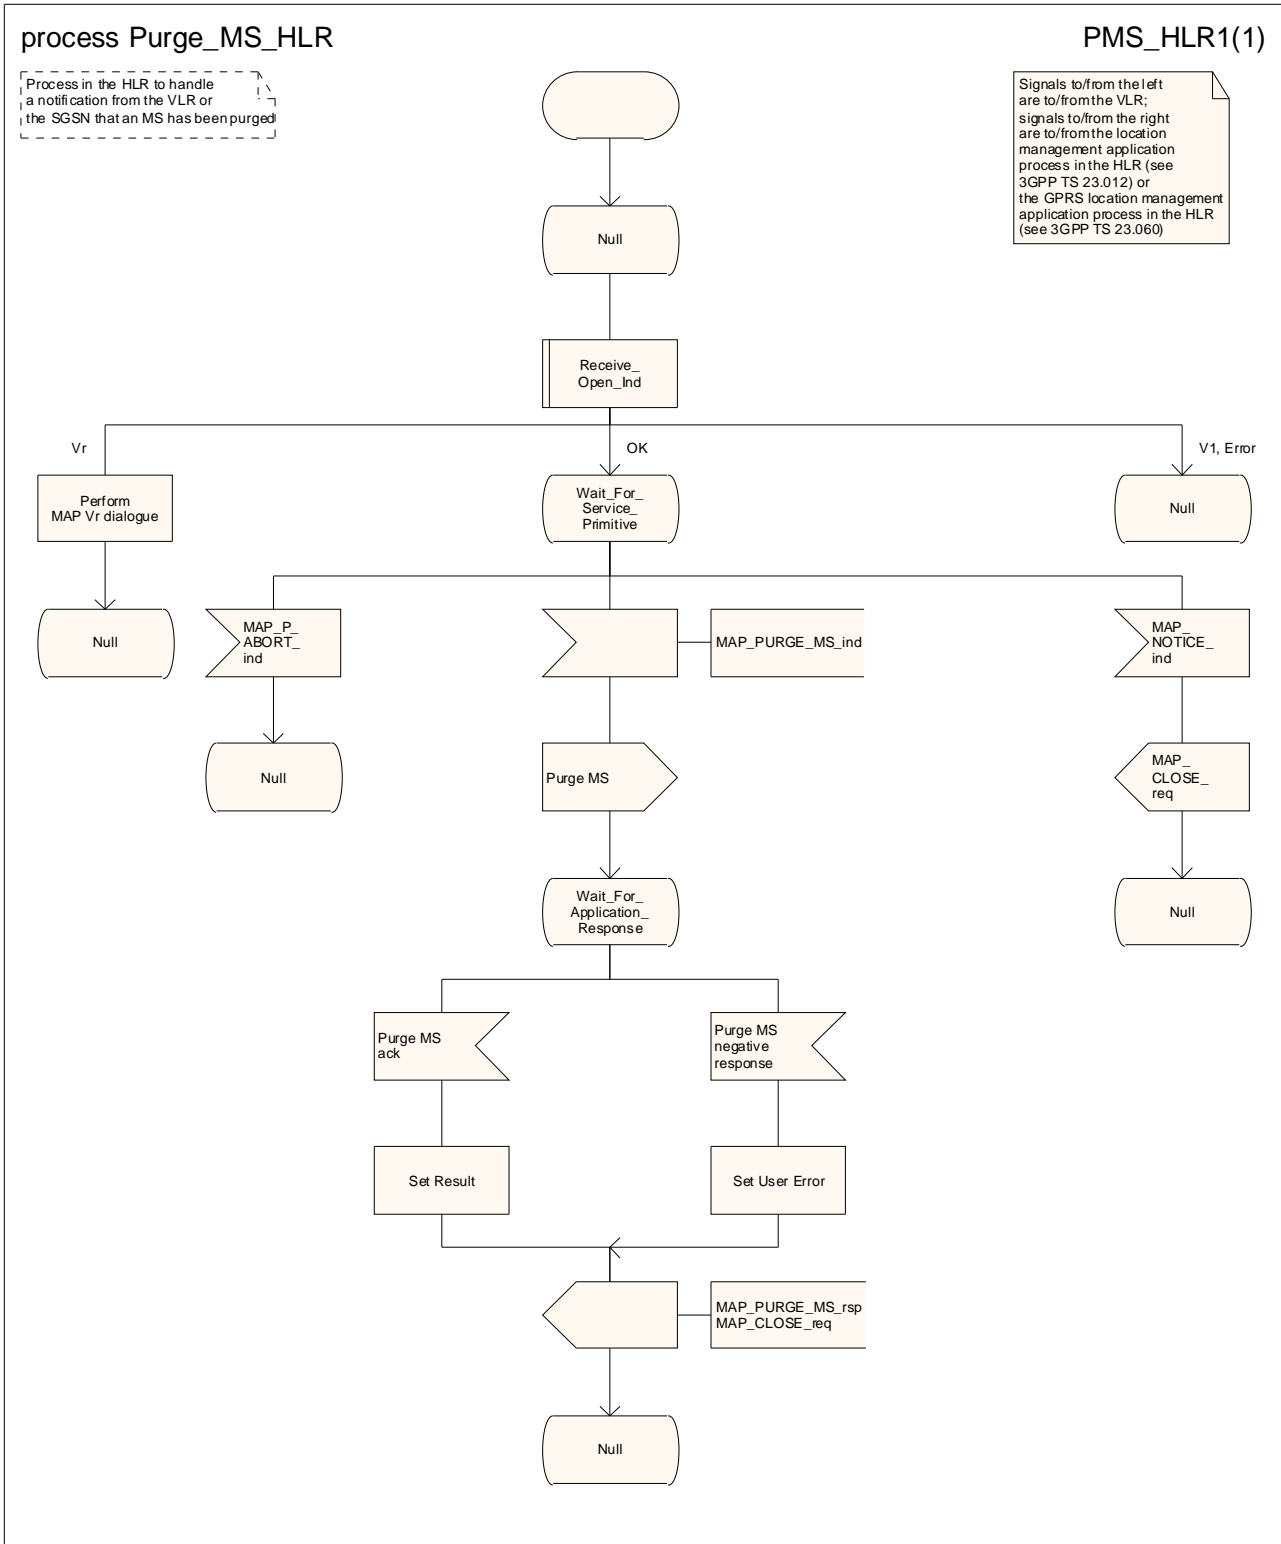 process Purge_MS_HLR
PMS_HLR1(1)
Process in the HLR to handle
a notification from the VLR or
the SGSN that an MS has been purged
Signals to/from the left
are to/from the VLR;
signals to/from the right
are to/from the location
management application
process in the HLR (see
3GPP TS 23.012) or
the GPRS location management
application process in the HLR
(see 3GPP TS 23.060)
Null
Receive_
Open_Ind
Vr
OK
V1, Error
Perform
MAP Vr dialogue
Wait_For_
Service_
Primitive
Null
Null
MAP_P_
ABORT_
ind
MAP_PURGE_MS_ind
MAP_
NOTICE_
ind
Null
Purge MS
MAP_
CLOSE_
req
Wait_For_
Application_
Response
Null
Purge MS
ack
Purge MS
negative
response
Set Result
Set User Error
MAP_PURGE_MS_rsp
MAP_CLOSE_req
Null